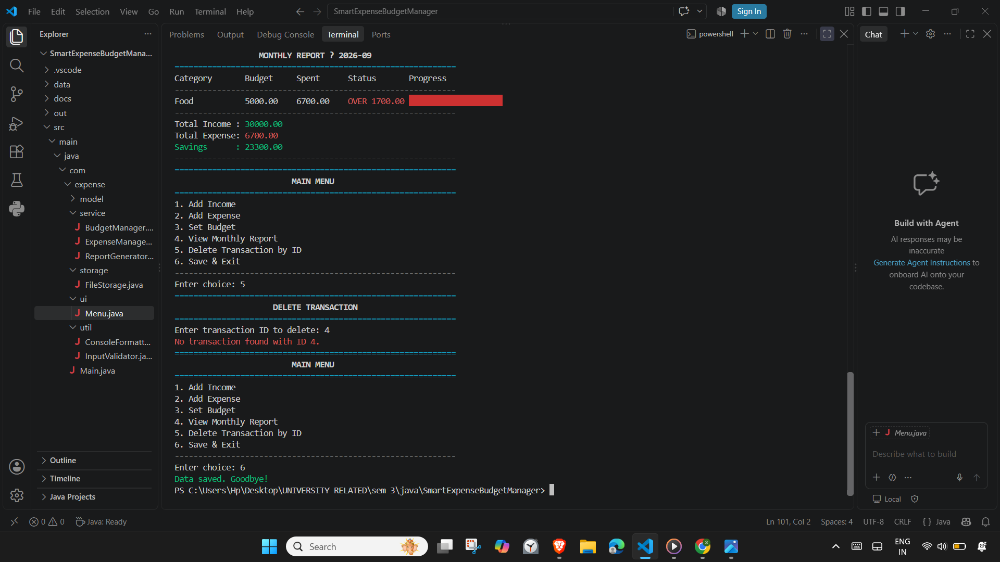 File Edit Selection View Go Run Terminal Help
SmartExpenseBudgetManager
Sign In
Explorer
SmartExpenseBudgetMana...
.vscode
data
docs
out
src
main
java
com
expense
model
service
J BudgetManager....
J ExpenseManage...
J ReportGenerator...
storage
J FileStorage.java
ui
J Menu.java
util
J ConsoleFormatt...
J InputValidator.ja...
J Main.java
Outline
Timeline
Java Projects
Problems Output Debug Console Terminal Ports
powershell
MONTHLY REPORT ? 2026-09
============================================================
Category Budget Spent Status Progress
------------------------------------------------------------
Food 5000.00 6700.00 OVER 1700.00
------------------------------------------------------------
Total Income : 30000.00
Total Expense: 6700.00
Savings : 23300.00
------------------------------------------------------------
============================================================
MAIN MENU
============================================================
1. Add Income
2. Add Expense
3. Set Budget
4. View Monthly Report
5. Delete Transaction by ID
6. Save & Exit
------------------------------------------------------------
Enter choice: 5
============================================================
DELETE TRANSACTION
============================================================
Enter transaction ID to delete: 4
No transaction found with ID 4.
============================================================
MAIN MENU
============================================================
1. Add Income
2. Add Expense
3. Set Budget
4. View Monthly Report
5. Delete Transaction by ID
6. Save & Exit
------------------------------------------------------------
Enter choice: 6
Data saved. Goodbye!
PS C:\Users\Hp\Desktop\UNIVERSITY RELATED\sem 3\java\SmartExpenseBudgetManager>
Chat
Build with Agent
AI responses may be
inaccurate
Generate Agent Instructions to
onboard AI onto your
codebase.
J Menu.java
Describe what to build
Local
0 0 Java: Ready
Ln 101, Col 2 Spaces: 4 UTF-8 CRLF { } Java
Search
S
ENG
IN